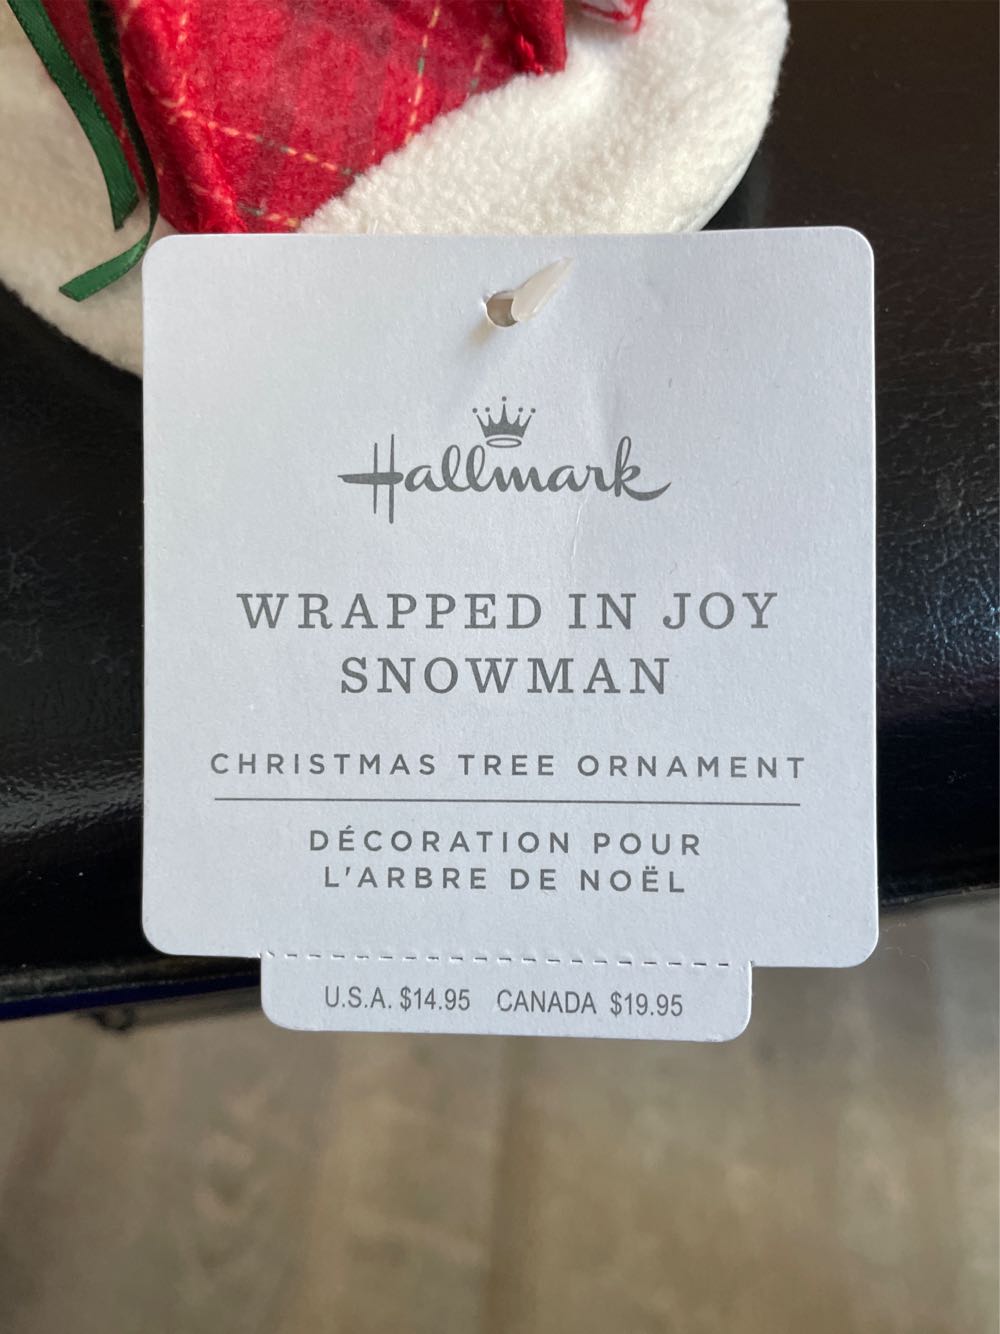 Hallmark
WRAPPED IN JOY
SNOWMAN
CHRISTMAS TREE ORNAMENT
DÉCORATION POUR
L'ARBRE DE NOËL
U.S.A. $14.95 CANADA $19.95